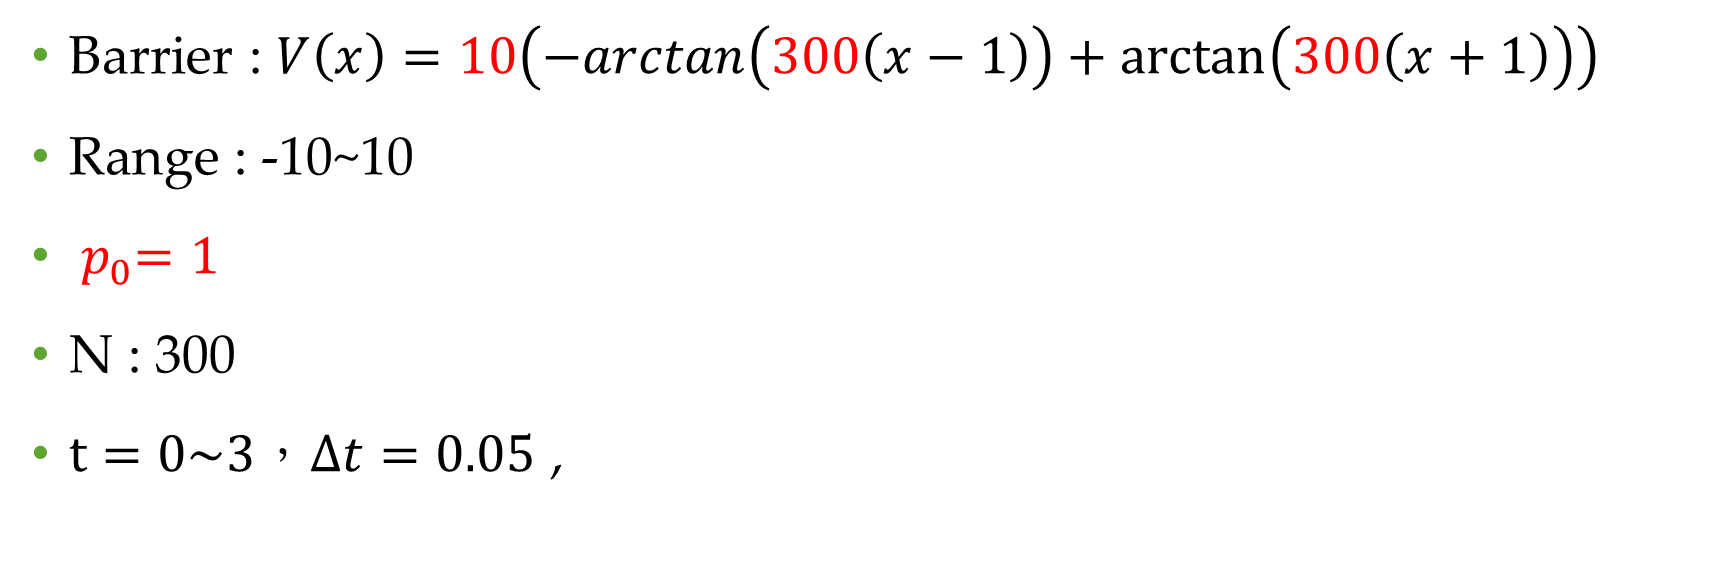 • Barrier : V(x) = 10(−arctan(300(x − 1)) + arctan(300(x + 1)))
• Range : -10~10
• p₀= 1
• N : 300
• t = 0~3，Δt = 0.05 ,